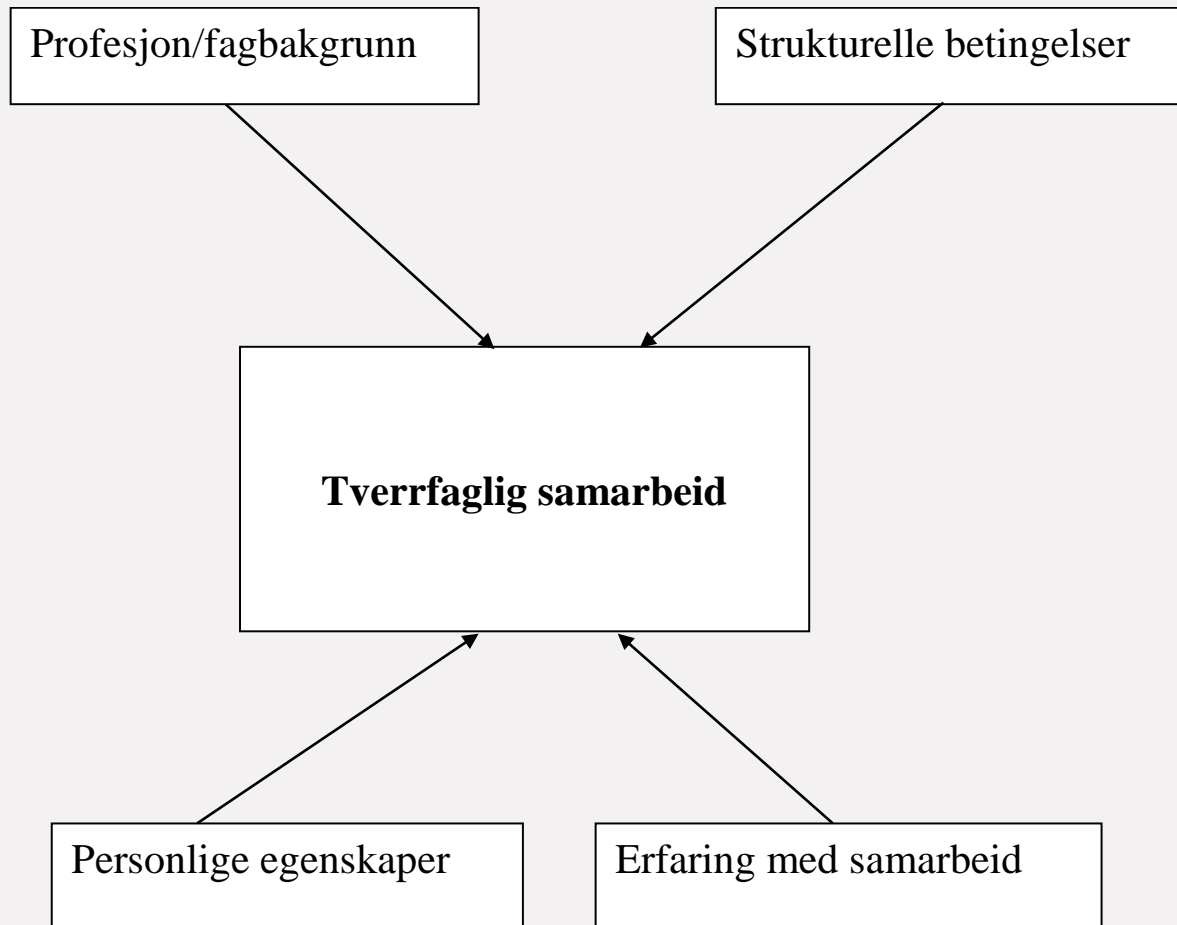 Profesjon/fagbakgrunn
Strukturelle betingelser
Tverrfaglig samarbeid
Personlige egenskaper
Erfaring med samarbeid